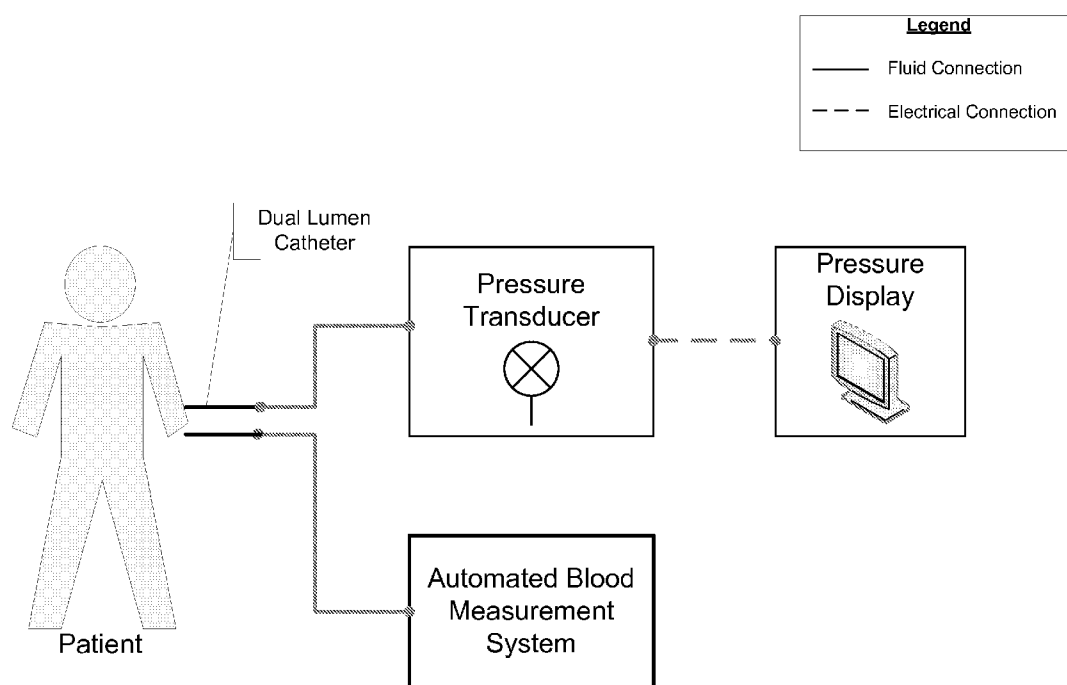 Legend
Fluid Connection
Electrical Connection
Dual Lumen
Catheter
Pressure
Transducer
Pressure
Display
Automated Blood
Measurement
System
Patient